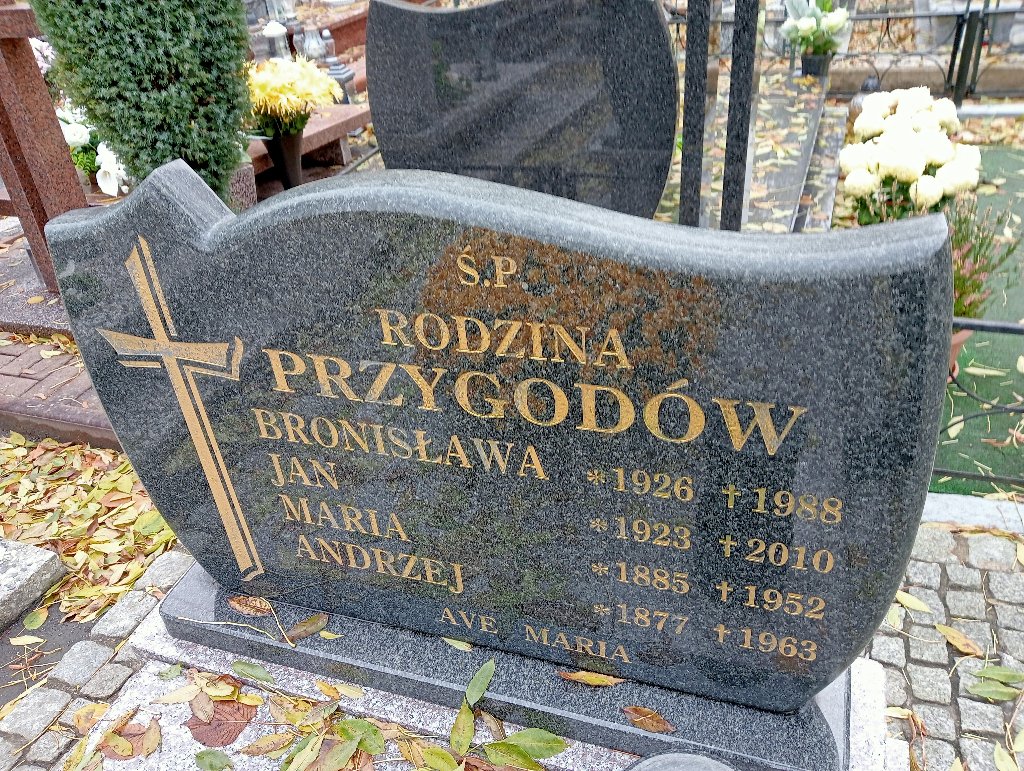 Ś.P
RODZINA
PRZYGODÓW
BRONISŁAWA *1926 †1988
JAN *1923 †2010
MARIA *1885 †1952
ANDRZEJ *1877 †1963
AVE MARIA